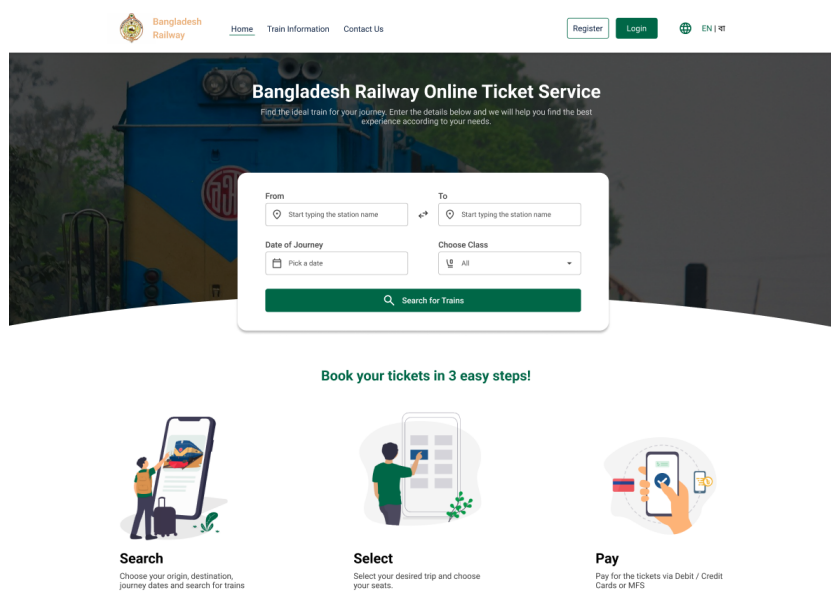 Bangladesh
Railway
Home Train Information Contact Us
Register Login EN | বা
Bangladesh Railway Online Ticket Service
Find the ideal train for your journey. Enter the details below and we will help you find the best
experience according to your needs.
From To
Start typing the station name Start typing the station name
Date of Journey Choose Class
Pick a date All
Search for Trains
Book your tickets in 3 easy steps!
Search Select Pay
Choose your origin, destination,
journey dates and search for trains
Select your desired trip and choose
your seats.
Pay for the tickets via Debit / Credit
Cards or MFS